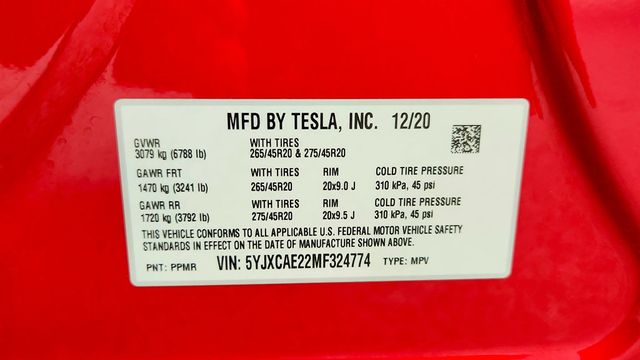 MFD BY TESLA, INC. 12/20
GVWR WITH TIRES
3079 kg (6788 lb) 265/45R20 & 275/45R20
GAWR FRT WITH TIRES RIM COLD TIRE PRESSURE
1470 kg (3241 lb) 265/45R20 20x9.0 J 310 kPa, 45 psi
GAWR RR WITH TIRES RIM COLD TIRE PRESSURE
1720 kg (3792 lb) 275/45R20 20x9.5 J 310 kPa, 45 psi
THIS VEHICLE CONFORMS TO ALL APPLICABLE U.S. FEDERAL MOTOR VEHICLE SAFETY
STANDARDS IN EFFECT ON THE DATE OF MANUFACTURE SHOWN ABOVE.
PNT: PPMR VIN: 5YJXCAE22MF324774 TYPE: MPV